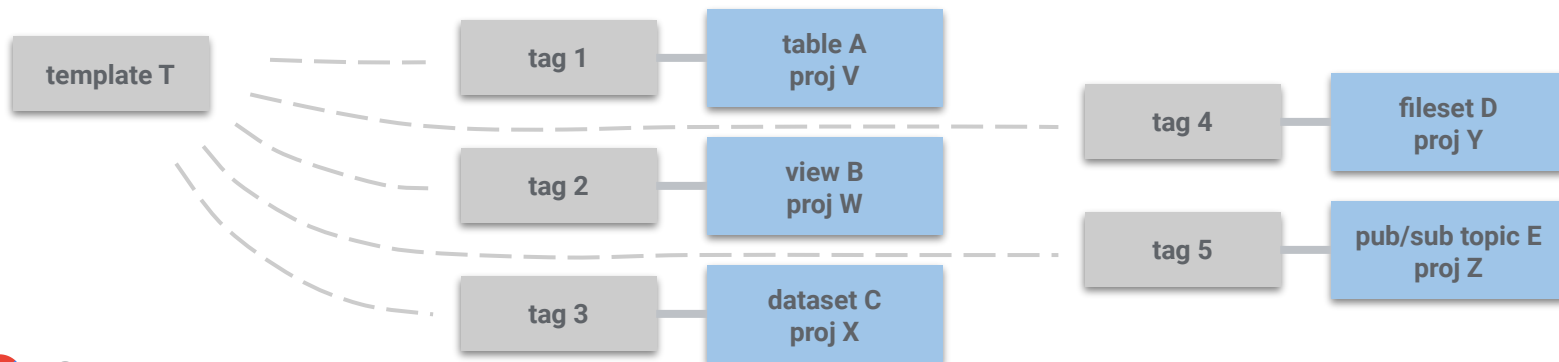 template T
tag 1
table A
proj V
tag 4
fileset D
proj Y
tag 2
view B
proj W
tag 5
pub/sub topic E
proj Z
tag 3
dataset C
proj X